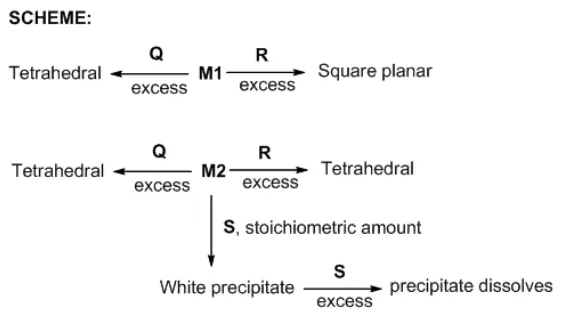 SCHEME:
Q R
Tetrahedral M1 Square planar
excess excess
Q R
Tetrahedral M2 Tetrahedral
excess excess
S, stoichiometric amount
S
White precipitate precipitate dissolves
excess